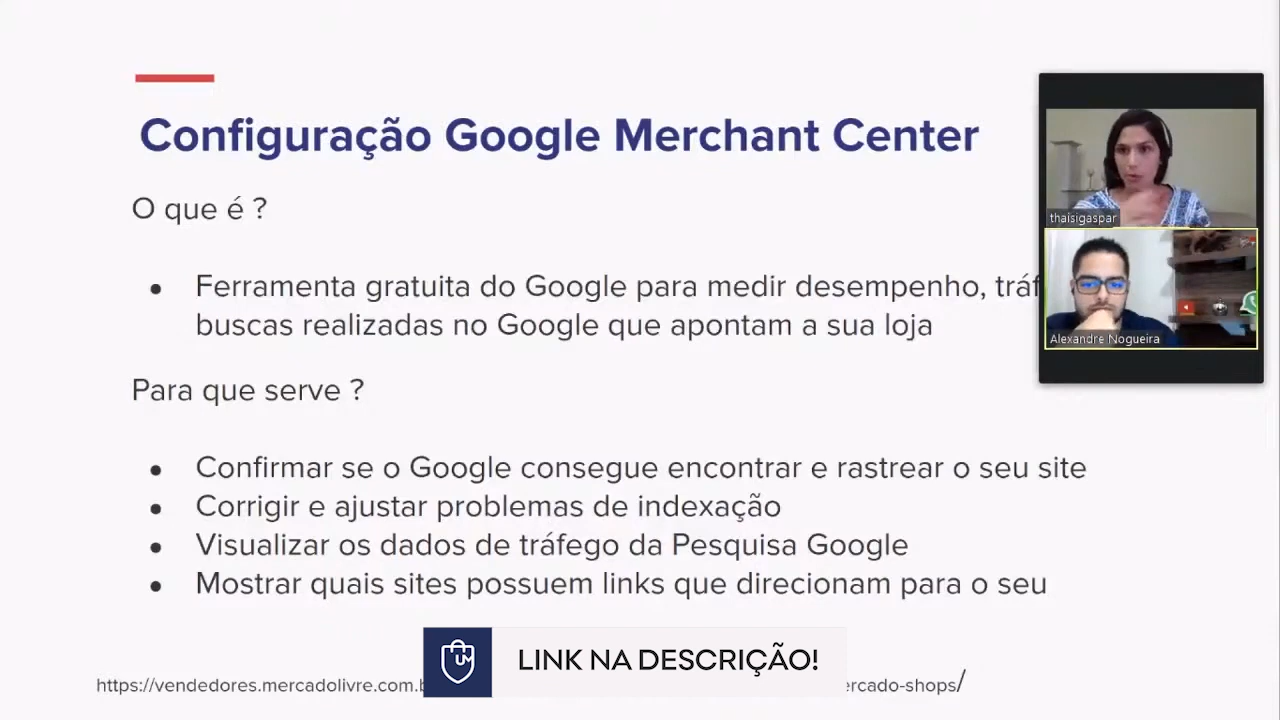 Configuração Google Merchant Center
O que é ?
● Ferramenta gratuita do Google para medir desempenho,
buscas realizadas no Google que apontam a sua loja
Para que serve ?
● Confirmar se o Google consegue encontrar e rastrear o seu site
● Corrigir e ajustar problemas de indexação
● Visualizar os dados de tráfego da Pesquisa Google
● Mostrar quais sites possuem links que direcionam para o seu
thaisigaspar
Alexandre Nogueira
UM
LINK NA DESCRIÇÃO!
https://vendedores.mercadolivre.com.b
ercado-shops/